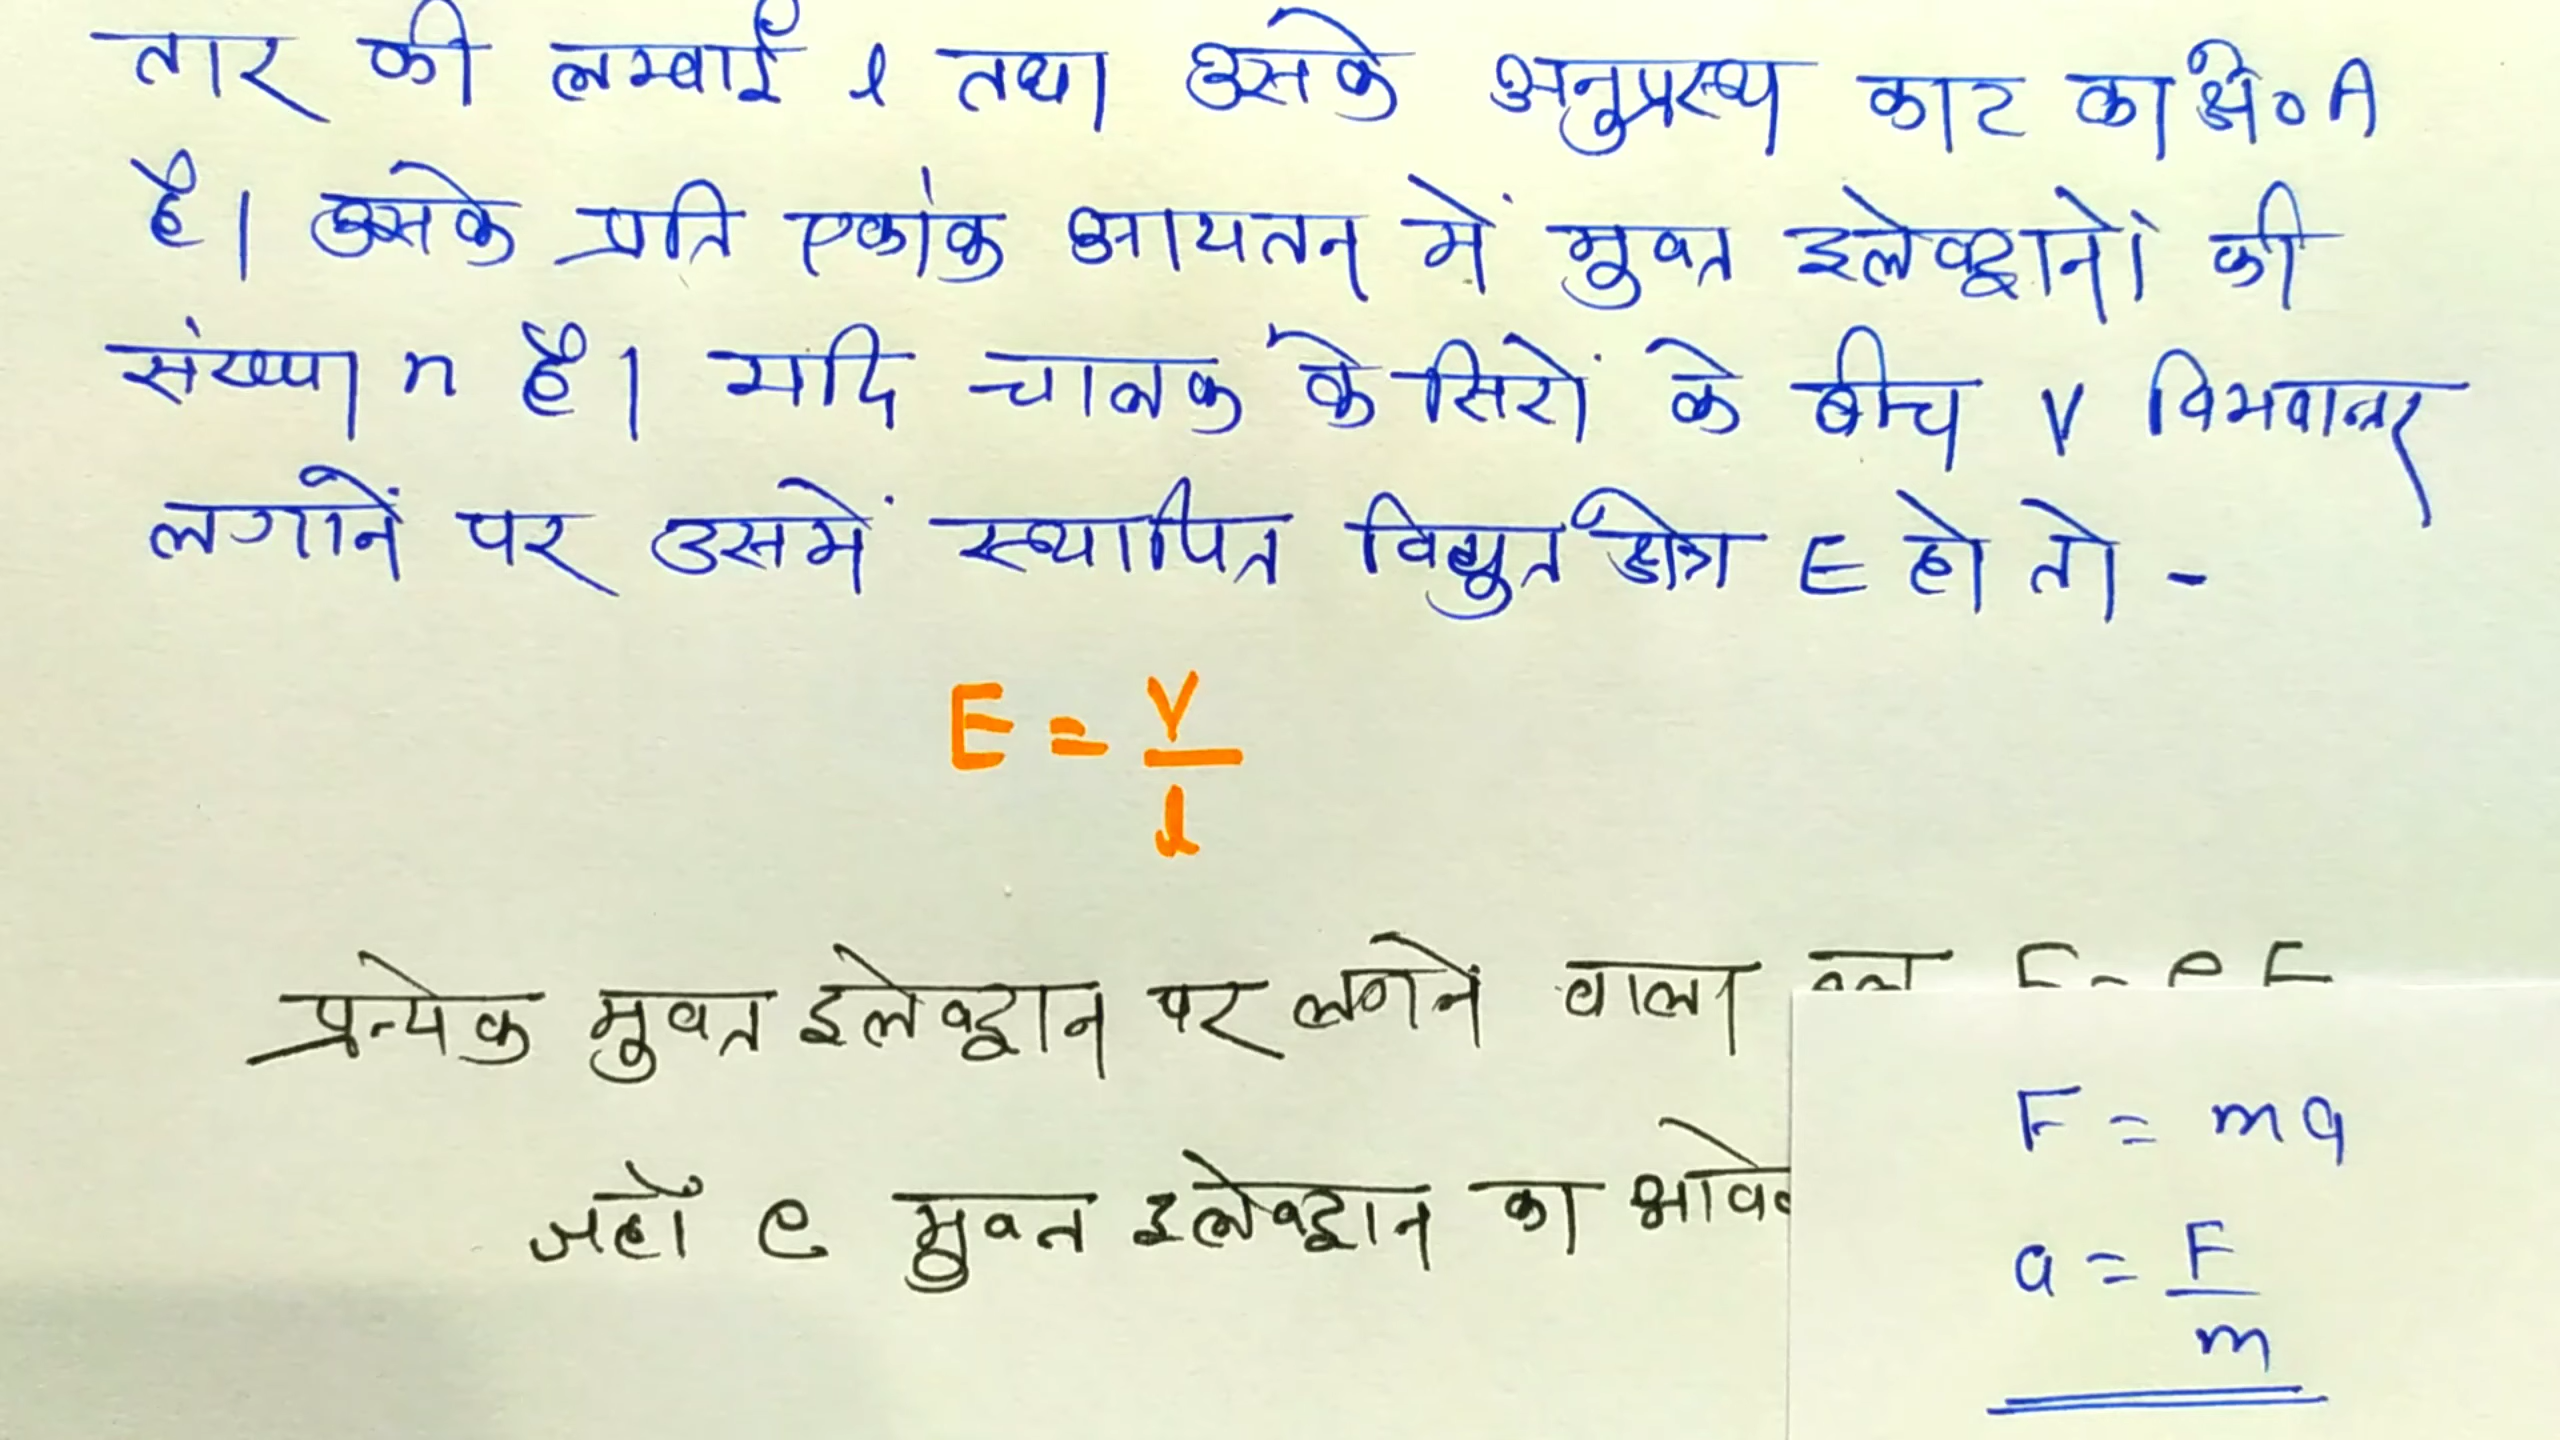 तार की लम्बाई l तथा उसके अनुप्रस्थ काट का क्षे० A
है। उसके प्रति एकांक आयतन में मुक्त इलेक्ट्रानों की
संख्या n है। यदि चालक के सिरों के बीच V विभवान्तर
लगानें पर उसमें स्थापित विद्युत क्षेत्र E हो तो -
E = V
l
प्रत्येक मुक्त इलेक्ट्रान पर लगने वाला
F = ma
जहाँ e मुक्त इलेक्ट्रान का
a = F
m